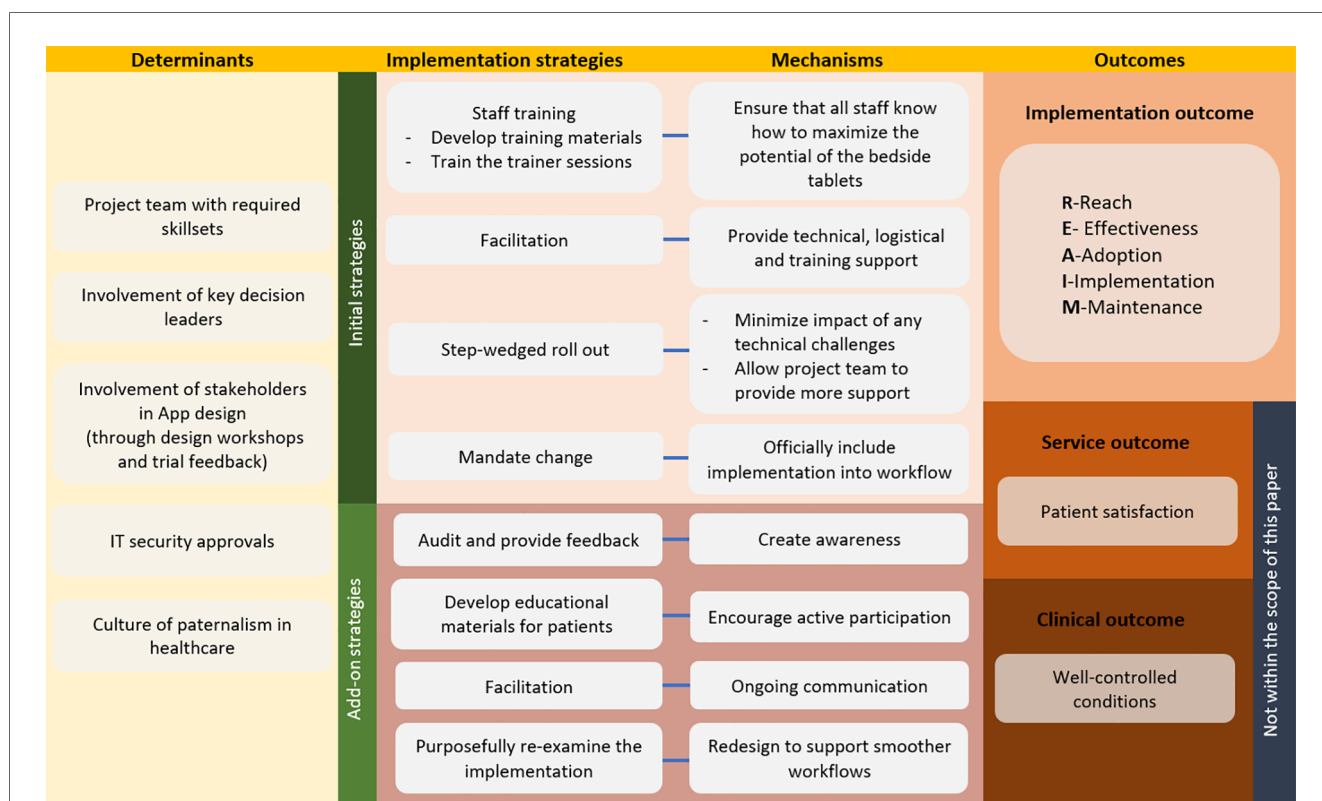 Determinants
Implementation strategies
Mechanisms
Outcomes
Project team with required
skillsets
Involvement of key decision
leaders
Involvement of stakeholders
in App design
(through design workshops
and trial feedback)
IT security approvals
Culture of paternalism in
healthcare
Initial strategies
Staff training
- Develop training materials
- Train the trainer sessions
Ensure that all staff know
how to maximize the
potential of the bedside
tablets
Facilitation
Provide technical, logistical
and training support
Step-wedged roll out
- Minimize impact of any
technical challenges
- Allow project team to
provide more support
Mandate change
Officially include
implementation into workflow
Add-on strategies
Audit and provide feedback
Create awareness
Develop educational
materials for patients
Encourage active participation
Facilitation
Ongoing communication
Purposefully re-examine the
implementation
Redesign to support smoother
workflows
Implementation outcome
R-Reach
E- Effectiveness
A-Adoption
I-Implementation
M-Maintenance
Service outcome
Patient satisfaction
Clinical outcome
Well-controlled
conditions
Not within the scope of this paper